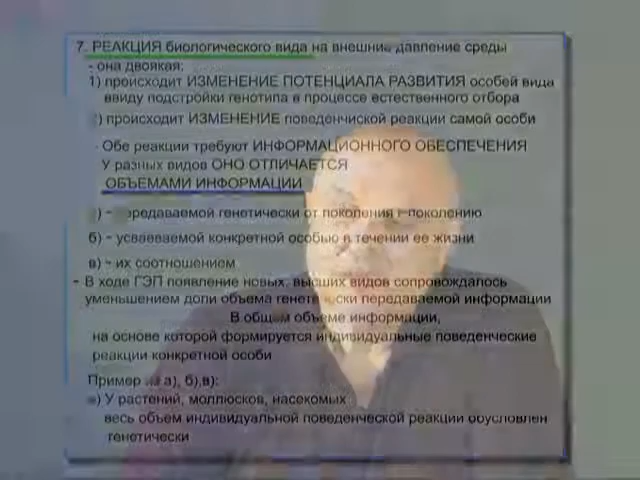 7. РЕАКЦИЯ биологического вида на внешние давление среды
- она двоякая:
1) происходит ИЗМЕНЕНИЕ ПОТЕНЦИАЛА РАЗВИТИЯ особей вида
ввиду подстройки генотипа в процессе естественного отбора
2) происходит ИЗМЕНЕНИЕ поведенчиской реакции самой особи
- Обе реакции требуют ИНФОРМАЦИОННОГО ОБЕСПЕЧЕНИЯ
У разных видов ОНО ОТЛИЧАЕТСЯ
ОБЪЕМАМИ ИНФОРМАЦИИ
а) - передаваемой генетически от поколения к поколению
б) - усваеваемой конкретной особью в течении ее жизни
в) - их соотношением
- В ходе ГЭП появление новых, высших видов сопровождалось
уменьшением доли объема генетически передаваемой информации
В общем объеме информации,
на основе которой формируется индивидуальные поведенческие
реакции конкретной особи
Пример на а), б),в):
а) У растений, моллюсков, насекомых
весь объем индивидуальной поведенческой реакции обусловлен
генетически